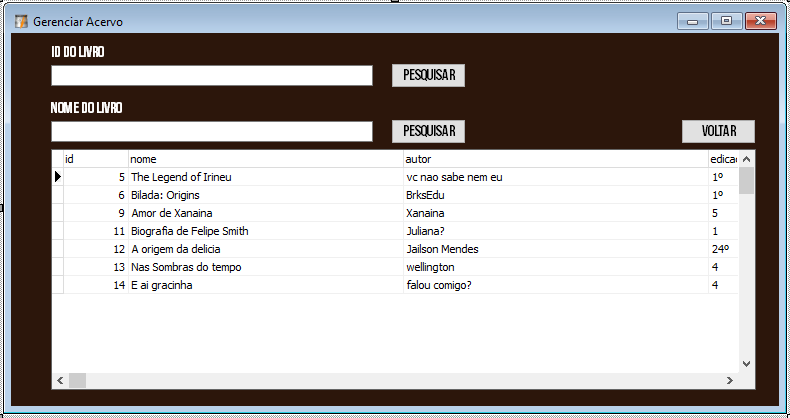 Gerenciar Acervo
ID DO LIVRO
PESQUISAR
NOME DO LIVRO
PESQUISAR VOLTAR
id nome autor edicac
5 The Legend of Irineu vc nao sabe nem eu 1º
6 Bilada: Origins BrksEdu 1º
9 Amor de Xanaina Xanaina 5
11 Biografia de Felipe Smith Juliana? 1
12 A origem da delicia Jailson Mendes 24º
13 Nas Sombras do tempo wellington 4
14 E ai gracinha falou comigo? 4